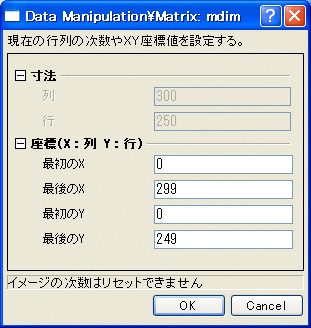 Data Manipulation¥Matrix: mdim
現在の行列の次数やXY座標値を設定する。
寸法
列 300
行 250
座標(X：列 Y：行)
最初のX 0
最後のX 299
最初のY 0
最後のY 249
イメージの次数はリセットできません
OK Cancel